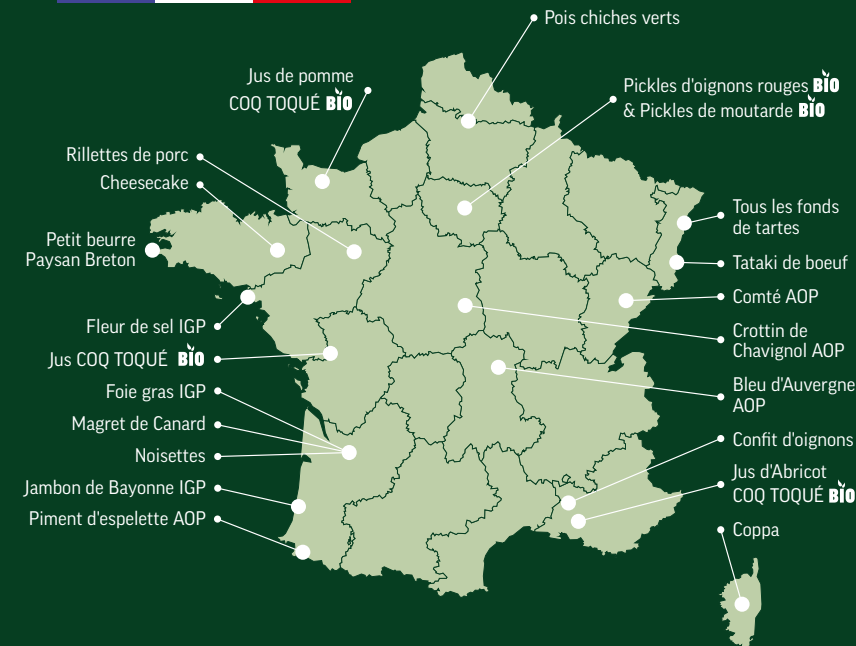 Pois chiches verts
Jus de pomme
COQ TOQUÉ BIO
Pickles d'oignons rouges BIO
& Pickles de moutarde BIO
Rillettes de porc
Cheesecake
Petit beurre
Paysan Breton
Fleur de sel IGP
Jus COQ TOQUÉ BIO
Foie gras IGP
Magret de Canard
Noisettes
Jambon de Bayonne IGP
Piment d'espelette AOP
Tous les fonds
de tartes
Tataki de boeuf
Comté AOP
Crottin de
Chavignol AOP
Bleu d'Auvergne
AOP
Confit d'oignons
Jus d'Abricot
COQ TOQUÉ BIO
Coppa